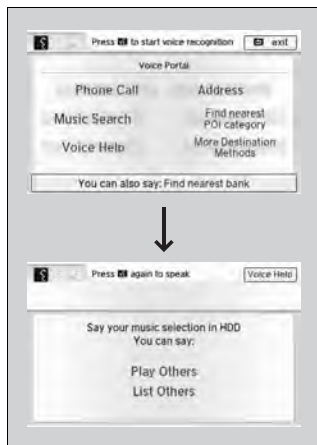 Press to start voice recognition exit
Voice Portal
Phone Call Address
Music Search Find nearest
POI category
Voice Help More Destination
Methods
You can also say: Find nearest bank
Press again to speak Voice Help
Say your music selection in HDD
You can say:
Play Others
List Others